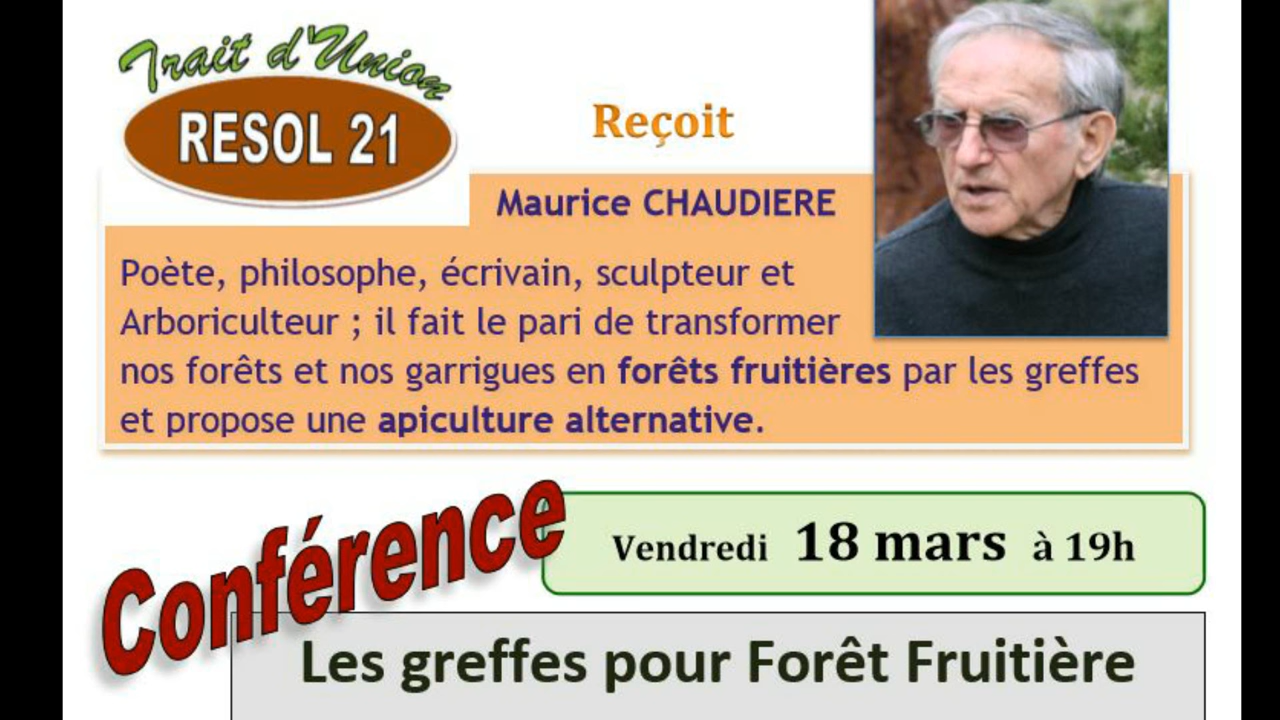 Trait d'Union
RESOL 21
Reçoit
Maurice CHAUDIERE
Poète, philosophe, écrivain, sculpteur et
Arboriculteur ; il fait le pari de transformer
nos forêts et nos garrigues en forêts fruitières par les greffes
et propose une apiculture alternative.
Conférence
Vendredi 18 mars à 19h
Les greffes pour Forêt Fruitière